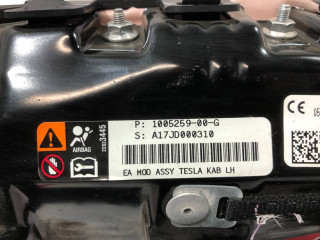 P: 1005259-00-G
S: A17JD000310
AIRBAG
EA MOD ASSY TESLA KAB LH
CE